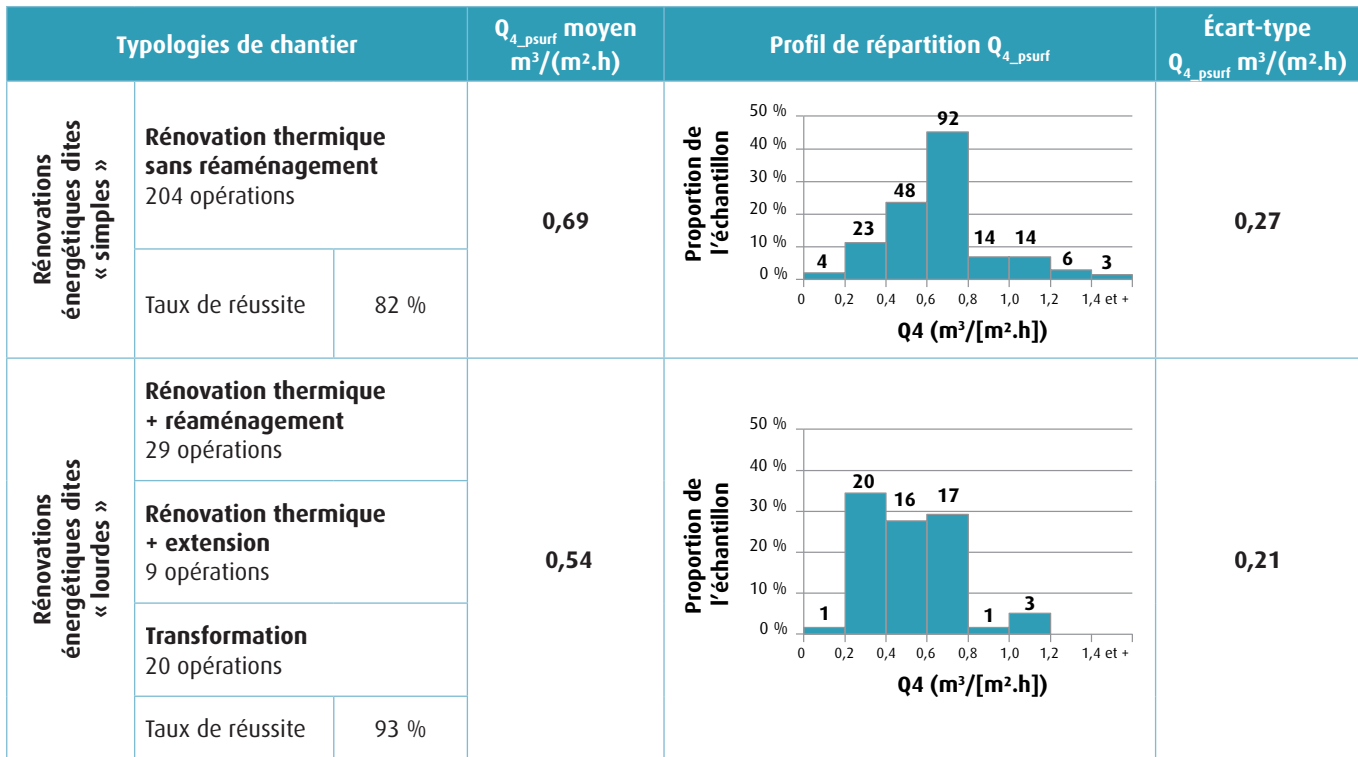 Typologies de chantier
Q4_psurf moyen
m³/(m².h)
Profil de répartition Q4_psurf
Écart-type
Q4_psurf m³/(m².h)
Rénovations
énergétiques dites
« simples »
Rénovation thermique
sans réaménagement
204 opérations
Taux de réussite
82 %
0,69
Proportion de
l'échantillon
50 %
40 %
30 %
20 %
10 %
0 %
4
23
48
92
14
14
6
3
0
0,2
0,4
0,6
0,8
1,0
1,2
1,4 et +
Q4 (m³/[m².h])
0,27
Rénovations
énergétiques dites
« lourdes »
Rénovation thermique
+ réaménagement
29 opérations
Rénovation thermique
+ extension
9 opérations
Transformation
20 opérations
Taux de réussite
93 %
0,54
Proportion de
l'échantillon
50 %
40 %
30 %
20 %
10 %
0 %
1
20
16
17
1
3
0
0,2
0,4
0,6
0,8
1,0
1,2
1,4 et +
Q4 (m³/[m².h])
0,21